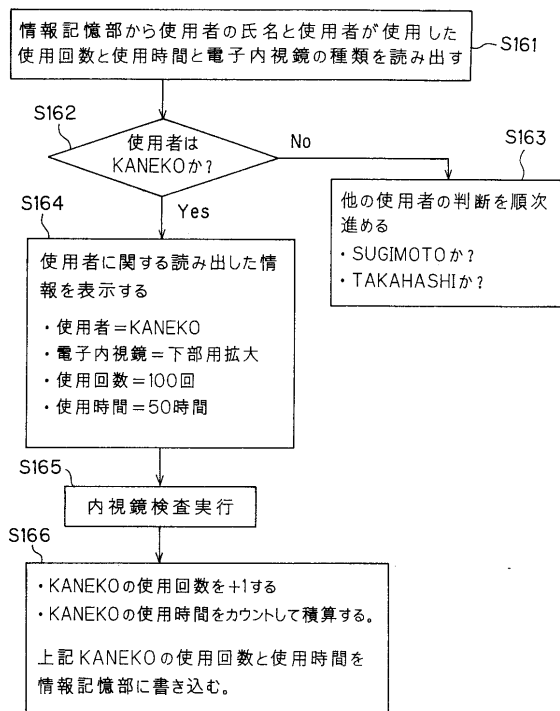 情報記憶部から使用者の氏名と使用者が使用した
使用回数と使用時間と電子内視鏡の種類を読み出す
S161
S162
使用者は
KANEKOか?
No
S163
他の使用者の判断を順次
進める
・SUGIMOTOか?
・TAKAHASHIか?
Yes
S164
使用者に関する読み出した情
報を表示する
・使用者=KANEKO
・電子内視鏡=下部用拡大
・使用回数=100回
・使用時間=50時間
S165
内視鏡検査実行
S166
・KANEKOの使用回数を+1する
・KANEKOの使用時間をカウントして積算する。
上記KANEKOの使用回数と使用時間を
情報記憶部に書き込む。